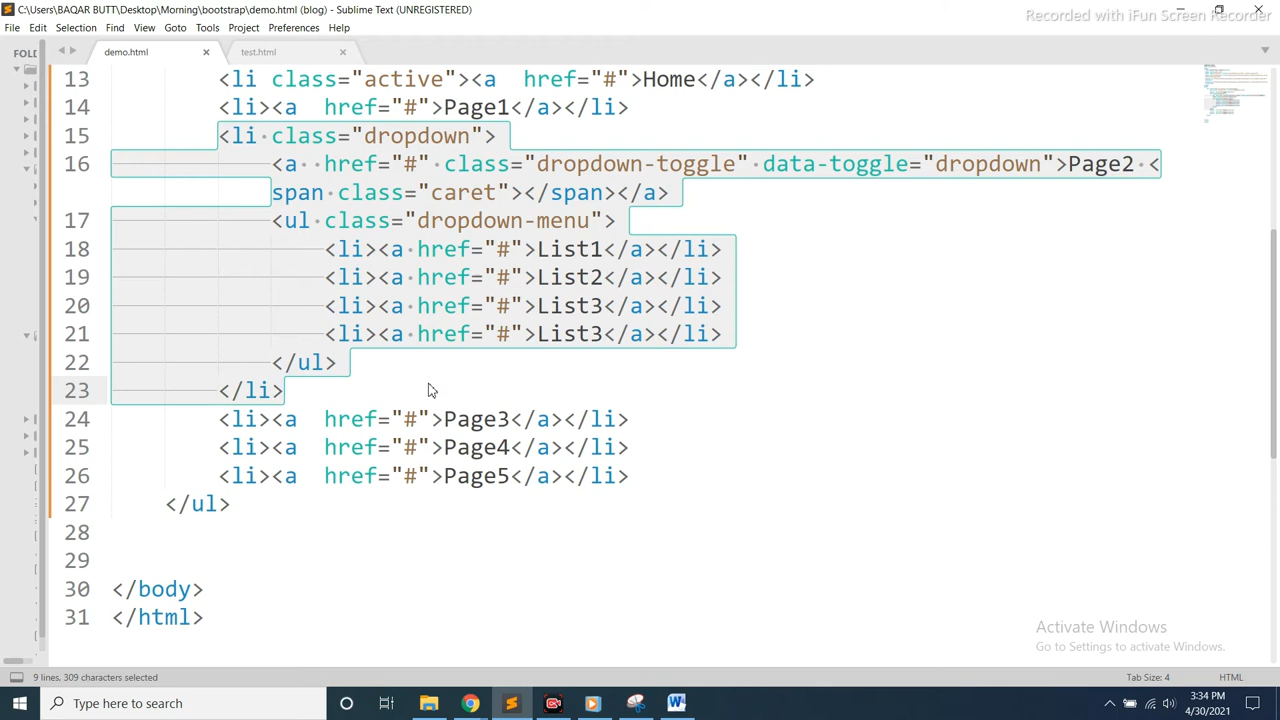 C:\Users\BAQAR BUTT\Desktop\Morning\bootstrap\demo.html (blog) - Sublime Text (UNREGISTERED)
Recorded with iFun Screen Recorder
File Edit Selection Find View Goto Tools Project Preferences Help
FOL
demo.html
test.html
13 <li class="active"><a  href="#">Home</a></li>
14 <li><a  href="#">Page1</a></li>
15 <li class="dropdown">
16 <a  href="#" class="dropdown-toggle" data-toggle="dropdown">Page2 <
span class="caret"></span></a>
17 <ul class="dropdown-menu">
18 <li><a href="#">List1</a></li>
19 <li><a href="#">List2</a></li>
20 <li><a href="#">List3</a></li>
21 <li><a href="#">List3</a></li>
22 </ul>
23 </li>
24 <li><a  href="#">Page3</a></li>
25 <li><a  href="#">Page4</a></li>
26 <li><a  href="#">Page5</a></li>
27 </ul>
28
29
30 </body>
31 </html>
Activate Windows
Go to Settings to activate Windows.
9 lines, 309 characters selected
Tab Size: 4
HTML
Type here to search
3:34 PM
4/30/2021